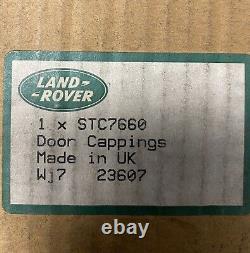 LAND-
-ROVER
1 x STC7660
Door Cappings
Made in UK
Wj7 23607